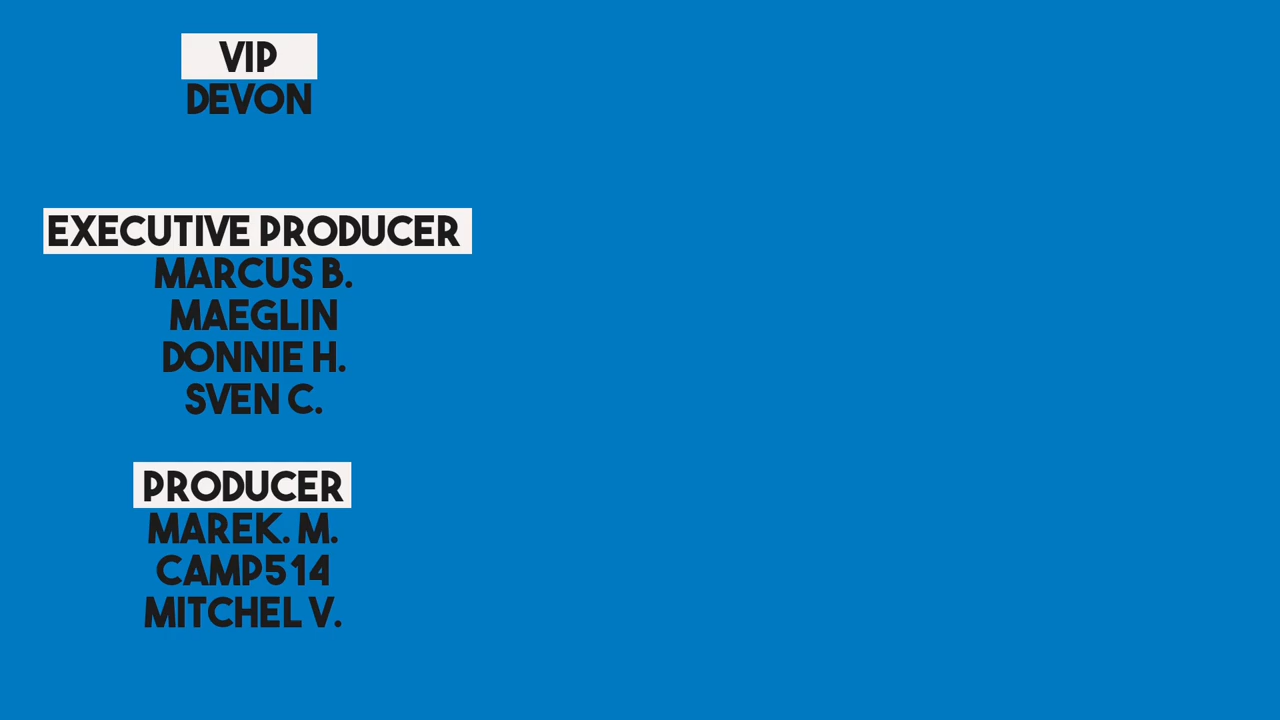 VIP
DEVON
EXECUTIVE PRODUCER
MARCUS B.
MAEGLIN
DONNIE H.
SVEN C.
PRODUCER
MAREK. M.
CAMP514
MITCHEL V.